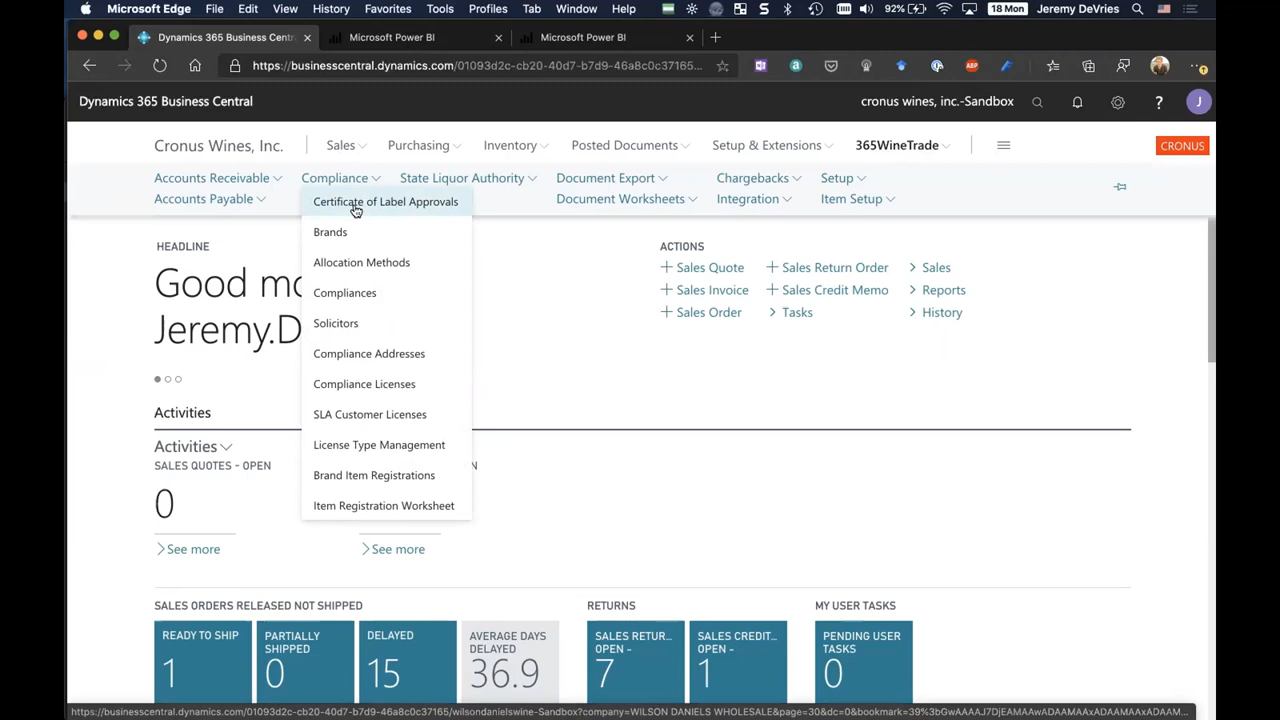 Microsoft Edge File Edit View History Favorites Tools Profiles Tab Window Help 92% 18 Mon Jeremy DeVries
Dynamics 365 Business Centr Microsoft Power BI Microsoft Power BI
https://businesscentral.dynamics.com/01093d2c-cb20-40d7-b7d9-46a8c0c37165...
Dynamics 365 Business Central cronus wines, inc.-Sandbox ? J
Cronus Wines, Inc. Sales Purchasing Inventory Posted Documents Setup & Extensions 365WineTrade CRONUS
Accounts Receivable Compliance State Liquor Authority Document Export Chargebacks Setup
Accounts Payable Document Worksheets Integration Item Setup
Certificate of Label Approvals
Brands
Allocation Methods
Compliances
Solicitors
Compliance Addresses
Compliance Licenses
SLA Customer Licenses
License Type Management
Brand Item Registrations
Item Registration Worksheet
HEADLINE
Good mo
Jeremy.D
ACTIONS
Sales Quote Sales Return Order Sales
Sales Invoice Sales Credit Memo Reports
Sales Order Tasks History
Activities
Activities
SALES QUOTES - OPEN N
0
See more See more
SALES ORDERS RELEASED NOT SHIPPED RETURNS MY USER TASKS
READY TO SHIP
1
PARTIALLY SHIPPED
0
DELAYED
15
AVERAGE DAYS DELAYED
36.9
SALES RETUR... OPEN -
7
SALES CREDIT... OPEN -
1
PENDING USER TASKS
0